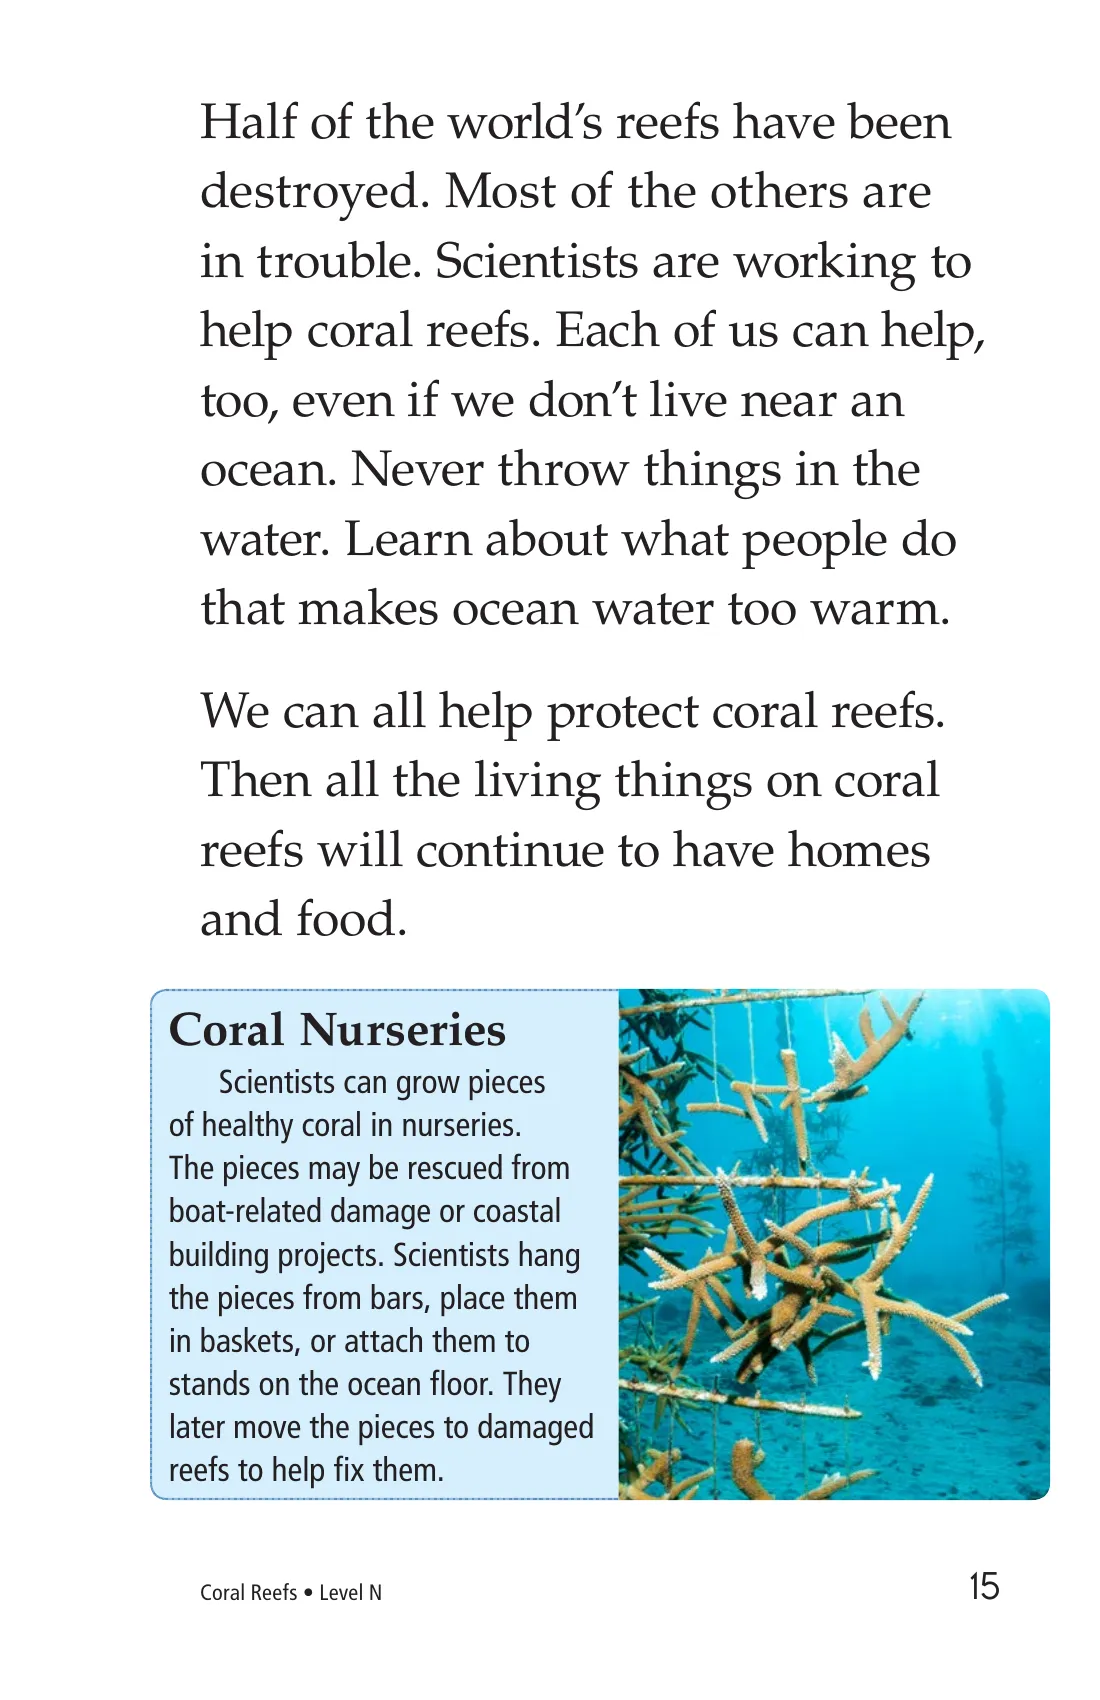 Half of the world’s reefs have been
destroyed. Most of the others are
in trouble. Scientists are working to
help coral reefs. Each of us can help,
too, even if we don’t live near an
ocean. Never throw things in the
water. Learn about what people do
that makes ocean water too warm.
We can all help protect coral reefs.
Then all the living things on coral
reefs will continue to have homes
and food.
Coral Nurseries
Scientists can grow pieces
of healthy coral in nurseries.
The pieces may be rescued from
boat-related damage or coastal
building projects. Scientists hang
the pieces from bars, place them
in baskets, or attach them to
stands on the ocean floor. They
later move the pieces to damaged
reefs to help fix them.
Coral Reefs • Level N
15